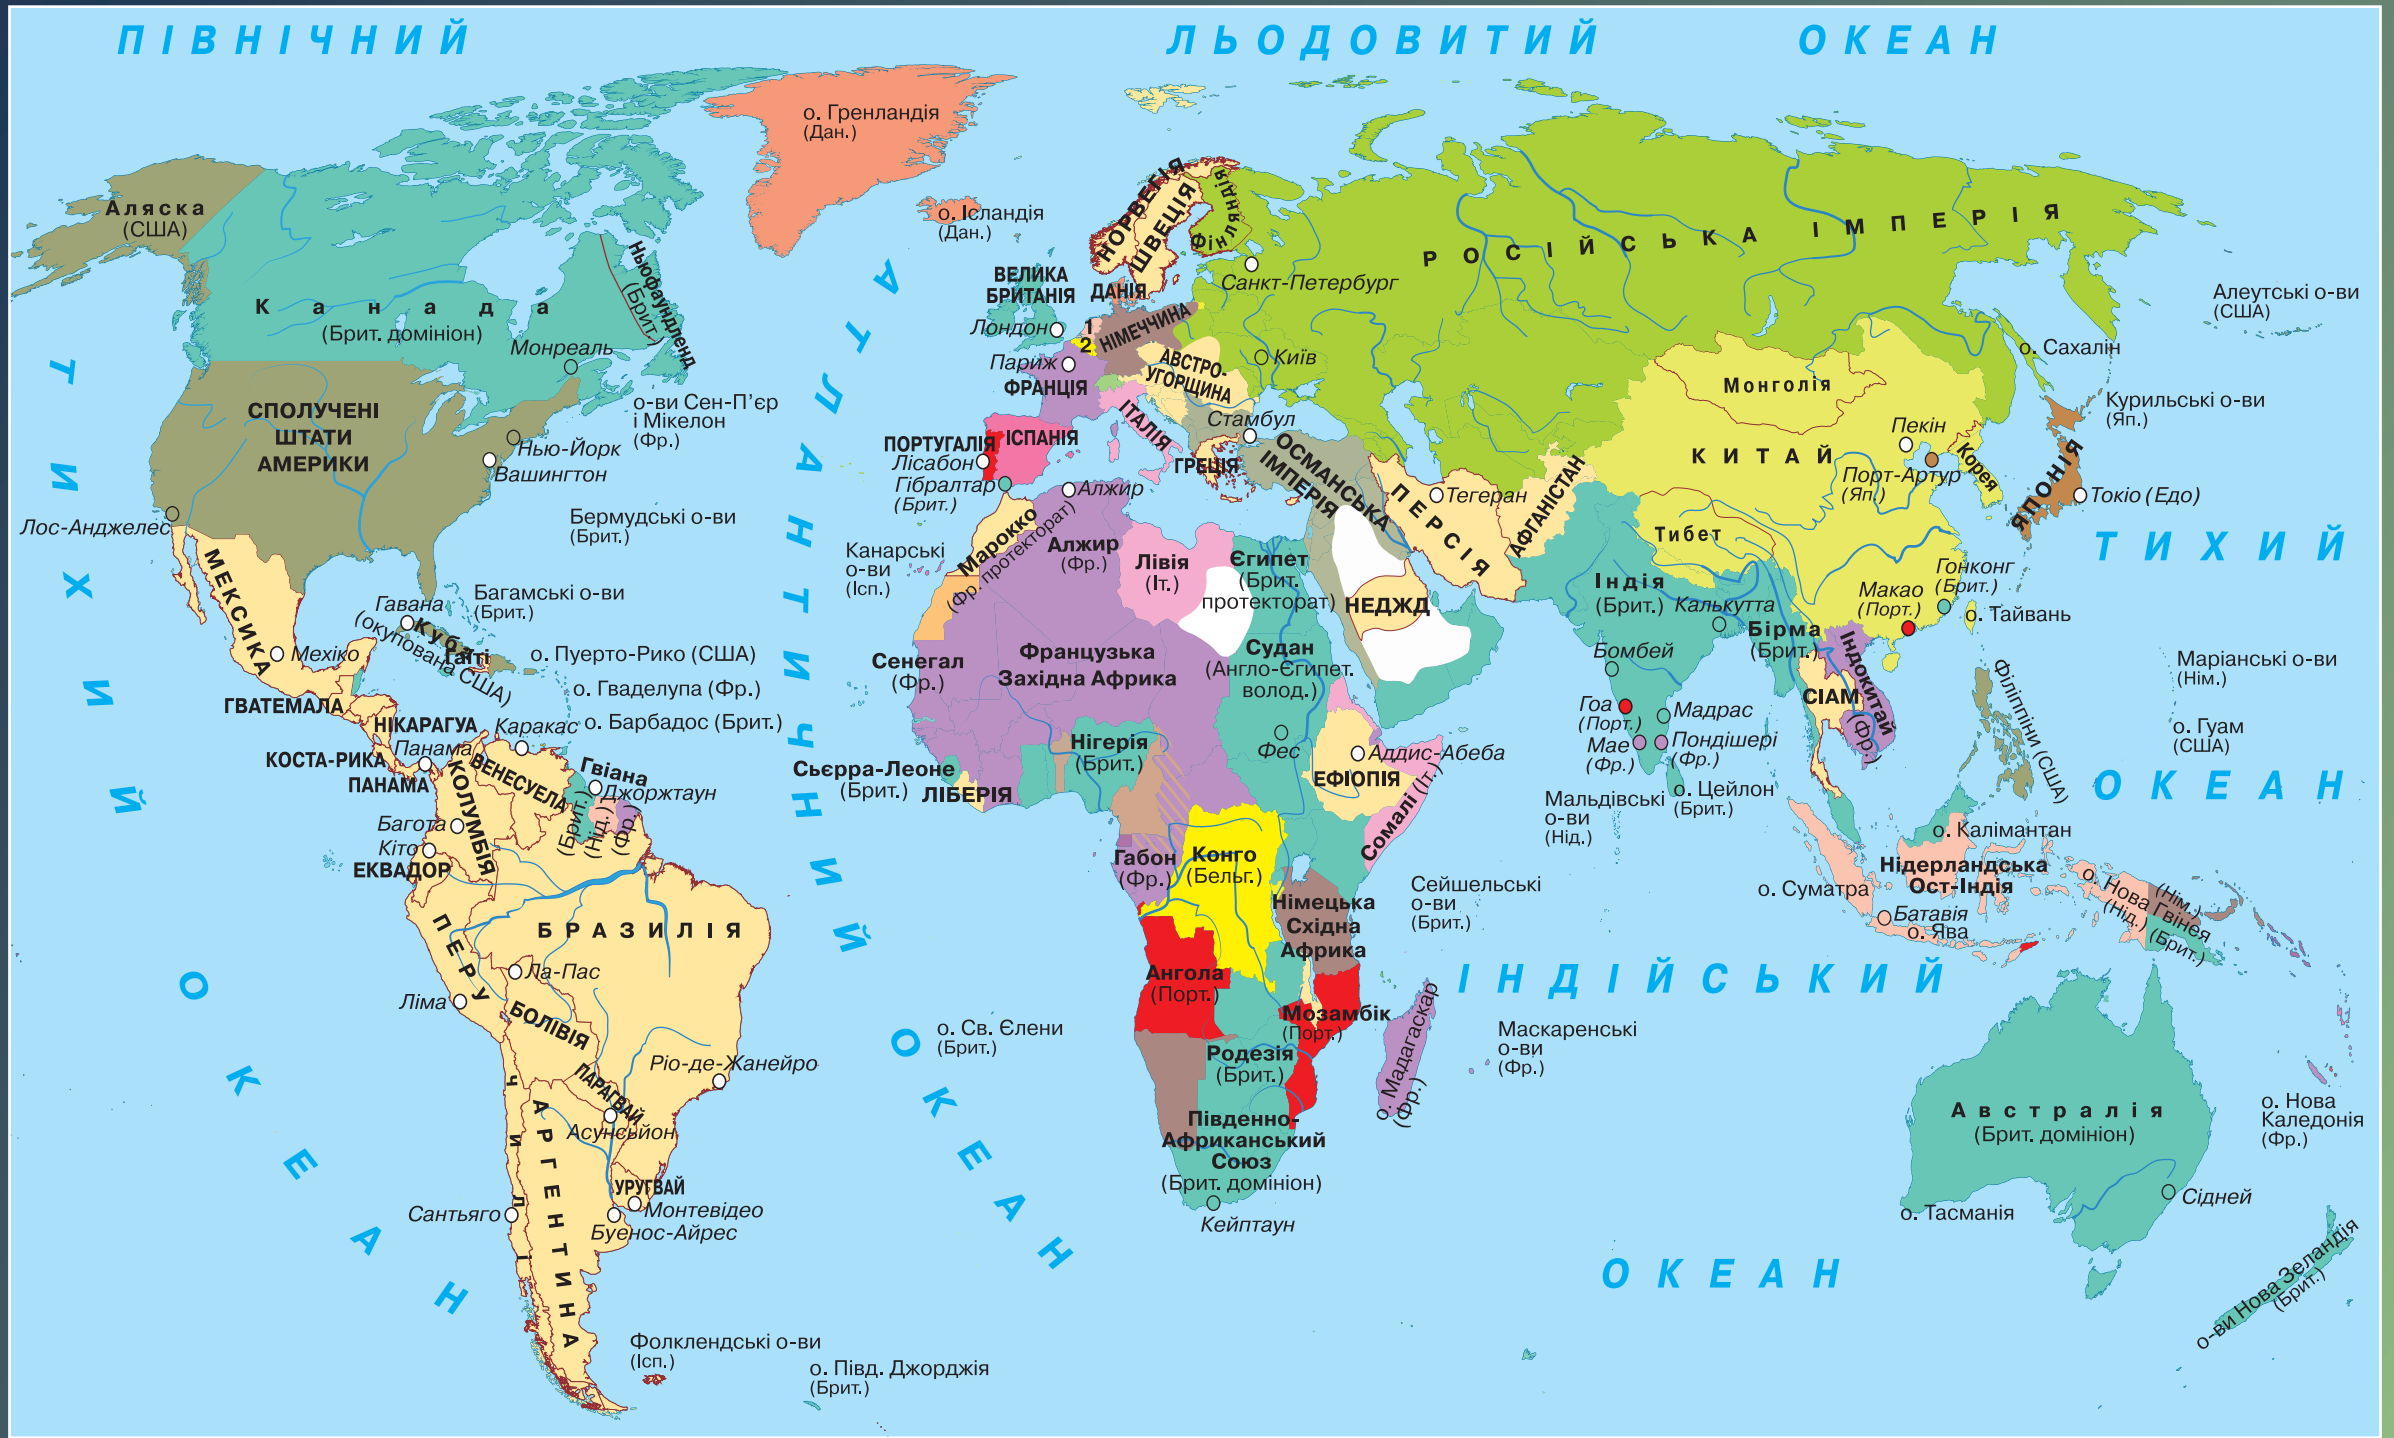 ПІВНІЧНИЙ ЛЬОДОВИТИЙ ОКЕАН
о. Гренландія
(Дан.)
о. Ісландія
(Дан.)
Аляска
(США)
Канада
(Брит. домініон)
Ньюфаундленд
(Брит.)
Монреаль
СПОЛУЧЕНІ
ШТАТИ
АМЕРИКИ
Нью-Йорк
Вашингтон
Лос-Анджелес
о-ви Сен-П’єр
і Мікелон
(Фр.)
Бермудські о-ви
(Брит.)
Багамські о-ви
(Брит.)
МЕКСИКА
Мехіко
Гавана
Куба
(окупована США)
Гаїті
о. Пуерто-Рико (США)
о. Гваделупа (Фр.)
о. Барбадос (Брит.)
ГВАТЕМАЛА
НІКАРАГУА
КОСТА-РИКА
Панама
ПАНАМА
Каракас
ВЕНЕСУЕЛА
КОЛУМБІЯ
Гвіана
Джоржтаун
(Брит.)
(Нід.)
(Фр.)
Багота
Кіто
ЕКВАДОР
ПЕРУ
Ліма
БРАЗИЛІЯ
Ла-Пас
БОЛІВІЯ
Ріо-де-Жанейро
ПАРАГВАЙ
Асунсьйон
ЧИЛІ
АРГЕНТИНА
УРУГВАЙ
Монтевідео
Сантьяго
Буенос-Айрес
Фолклендські о-ви
(Ісп.)
о. Півд. Джорджія
(Брит.)
ТИХИЙ ОКЕАН
АТЛАНТИЧНИЙ ОКЕАН
НОРВЕГІЯ
ШВЕЦІЯ
Фінляндія
ВЕЛИКА
БРИТАНІЯ
Лондон
ДАНІЯ
1
2
НІМЕЧЧИНА
Париж
ФРАНЦІЯ
АВСТРО-
УГОРЩИНА
Санкт-Петербург
Київ
РОСІЙСЬКА ІМПЕРІЯ
ПОРТУГАЛІЯ
ІСПАНІЯ
Лісабон
Гібралтар
(Брит.)
ІТАЛІЯ
ГРЕЦІЯ
Стамбул
ОСМАНСЬКА
ІМПЕРІЯ
Канарські
о-ви
(Ісп.)
Марокко
(Фр. протекторат)
Алжир
Алжир
(Фр.)
Лівія
(Іт.)
Єгипет
(Брит.
протекторат)
НЕДЖД
Сенегал
(Фр.)
Французька
Західна Африка
Судан
(Англо-Єгипет.
волод.)
Фес
Нігерія
(Брит.)
Сьєрра-Леоне
(Брит.)
ЛІБЕРІЯ
Аддис-Абеба
ЕФІОПІЯ
Сомалі (Іт.)
Габон
(Фр.)
Конго
(Бельг.)
Німецька
Східна
Африка
Ангола
(Порт.)
Мозамбік
(Порт.)
Родезія
(Брит.)
Південно-
Африканський
Союз
(Брит. домініон)
Кейптаун
о. Мадагаскар
(Фр.)
о. Св. Єлени
(Брит.)
Сейшельські
о-ви
(Брит.)
Маскаренські
о-ви
(Фр.)
ІНДІЙСЬКИЙ
ОКЕАН
Тегеран
ПЕРСІЯ
АФГАНІСТАН
Індія
(Брит.)
Калькутта
Бомбей
Гоа
(Порт.)
Мадрас
Мае
(Фр.)
Пондішері
(Фр.)
о. Цейлон
(Брит.)
Мальдівські
о-ви
(Нід.)
Монголія
КИТАЙ
Тибет
Пекін
Порт-Артур
(Яп.)
Корея
ЯПОНІЯ
Токіо (Едо)
о. Сахалін
Курильські о-ви
(Яп.)
Алеутські о-ви
(США)
Гонконг
(Брит.)
Макао
(Порт.)
о. Тайвань
Бірма
(Брит.)
СІАМ
Індокитай
(Фр.)
Філіппіни (США)
Маріанські о-ви
(Нім.)
о. Гуам
(США)
ТИХИЙ
ОКЕАН
о. Калімантан
Нідерландська
Ост-Індія
о. Суматра
Батавія
о. Ява
о. Нова Гвінея
(Нім.)
(Нід.)
(Брит.)
Австралія
(Брит. домініон)
Сідней
о. Тасманія
о. Нова
Каледонія
(Фр.)
о-ви Нова Зеландія
(Брит.)